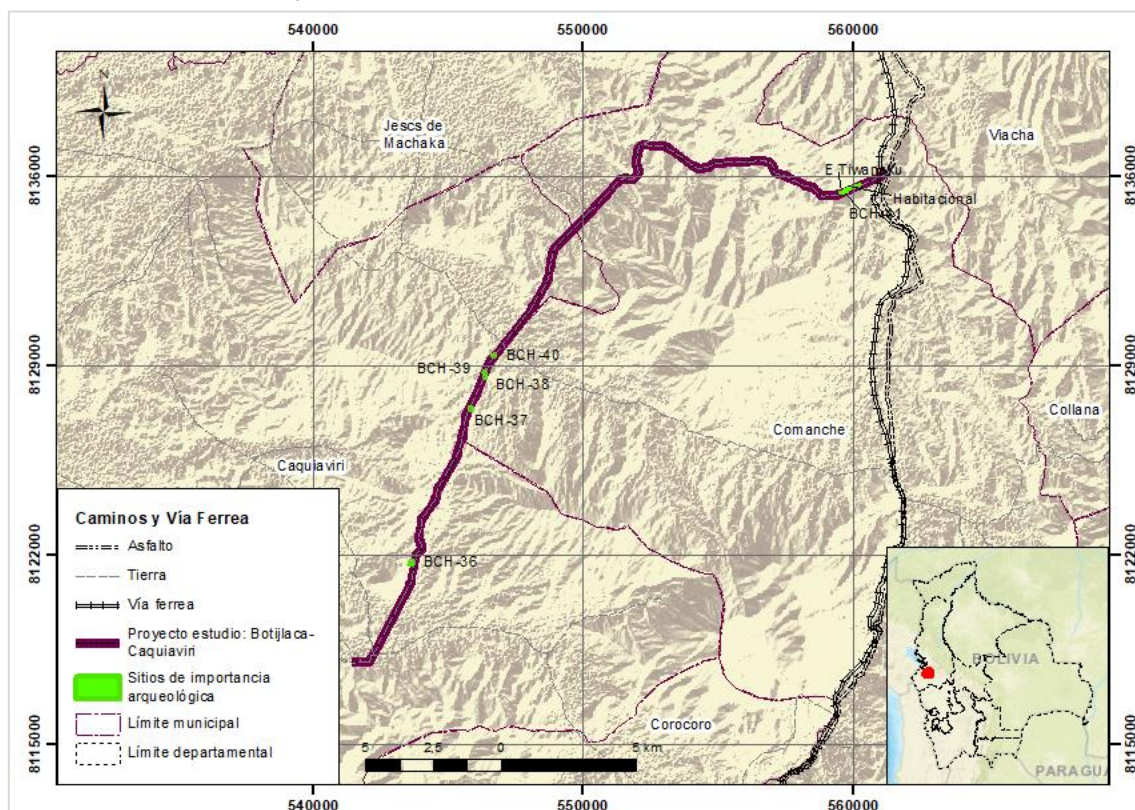 540000
550000
560000
N
Jescs de
Machaka
Viacha
8136000
8136000
E Tiwanaku
Habitacional
8129000
BCH-40
BCH-39
BCH-38
8129000
BCH-37
Collana
Comanche
Caquiaviri
Caminos y Vía Ferrea
Asfalto
Tierra
Vía ferrea
Proyecto estudio: Botijlaca-
Caquiaviri
Sitios de importancia
arqueológica
Límite municipal
Límite departamental
8122000
BCH-36
8122000
BOLIVIA
PARAGUA
Corocoro
8115000
8115000
5
2,5
0
5 km
540000
550000
560000